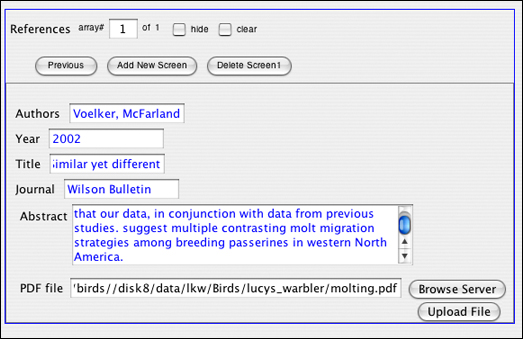 References array# 1 of 1 hide clear
Previous Add New Screen Delete Screen1
Authors Voelker, McFarland
Year 2002
Title imilar yet different
Journal Wilson Bulletin
Abstract that our data, in conjunction with data from previous
studies. suggest multiple contrasting molt migration
strategies among breeding passerines in western North
America.
PDF file 'birds//disk8/data/lkw/Birds/lucys_warbler/molting.pdf Browse Server
Upload File